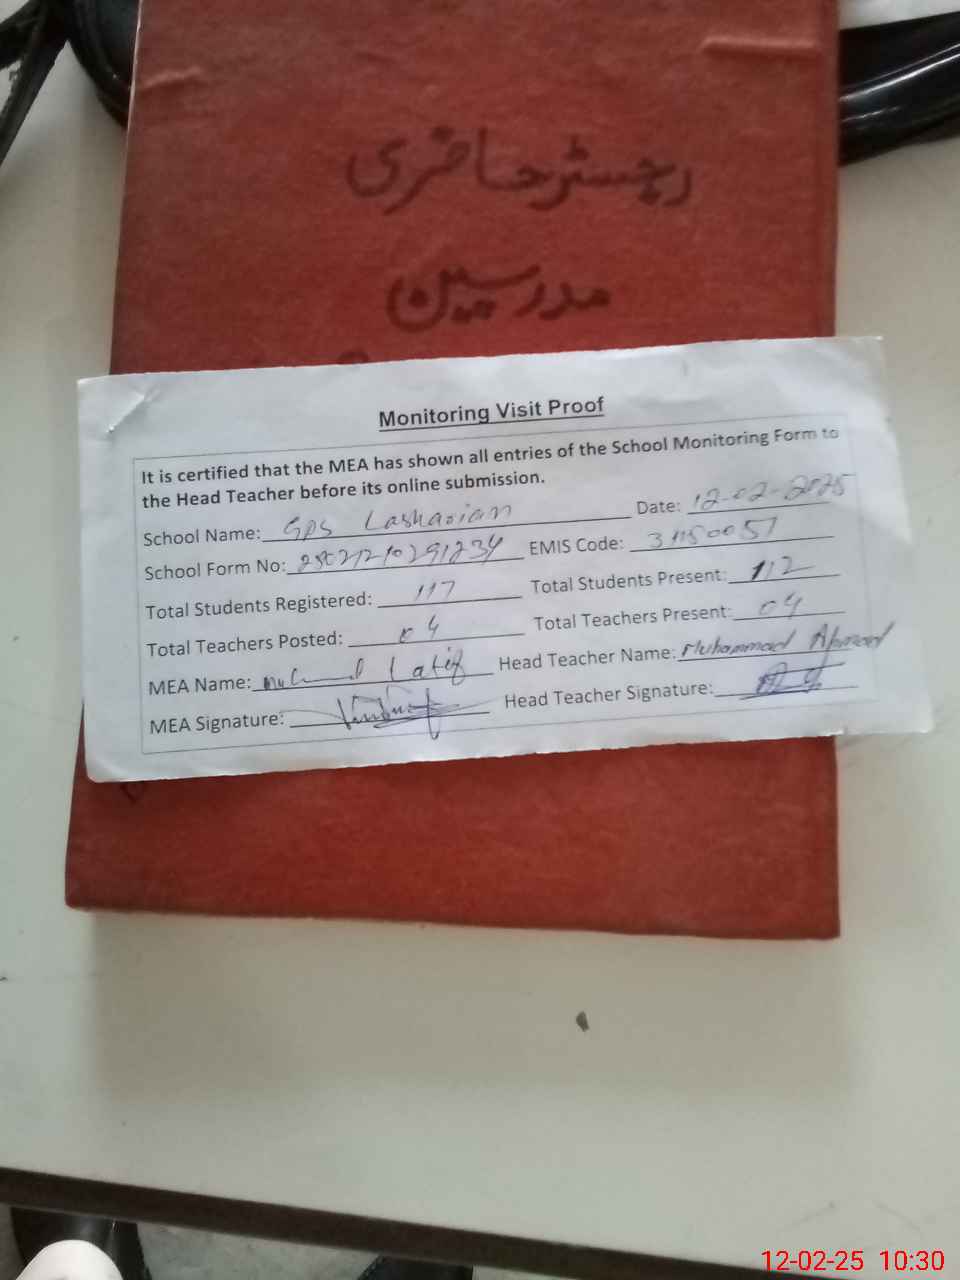 رجسٹر حاضری
مدرسین
Monitoring Visit Proof
It is certified that the MEA has shown all entries of the School Monitoring Form to
the Head Teacher before its online submission.
School Name: GPS Lasharian Date: 12-02-2025
School Form No: EMIS Code:
Total Students Registered: 117 Total Students Present: 112
Total Teachers Posted: 04 Total Teachers Present: 04
MEA Name: Latif Head Teacher Name: Muhammad Ahmad
MEA Signature: Head Teacher Signature:
12-02-25 10:30